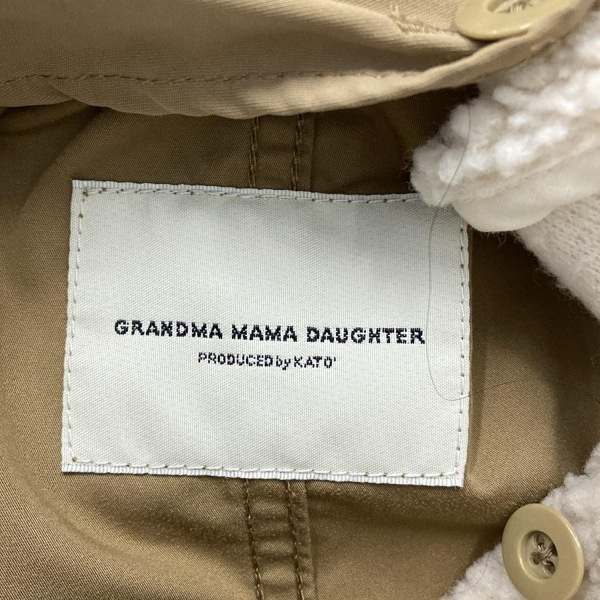 GRANDMA MAMA DAUGHTER
PRODUCED by KATO'